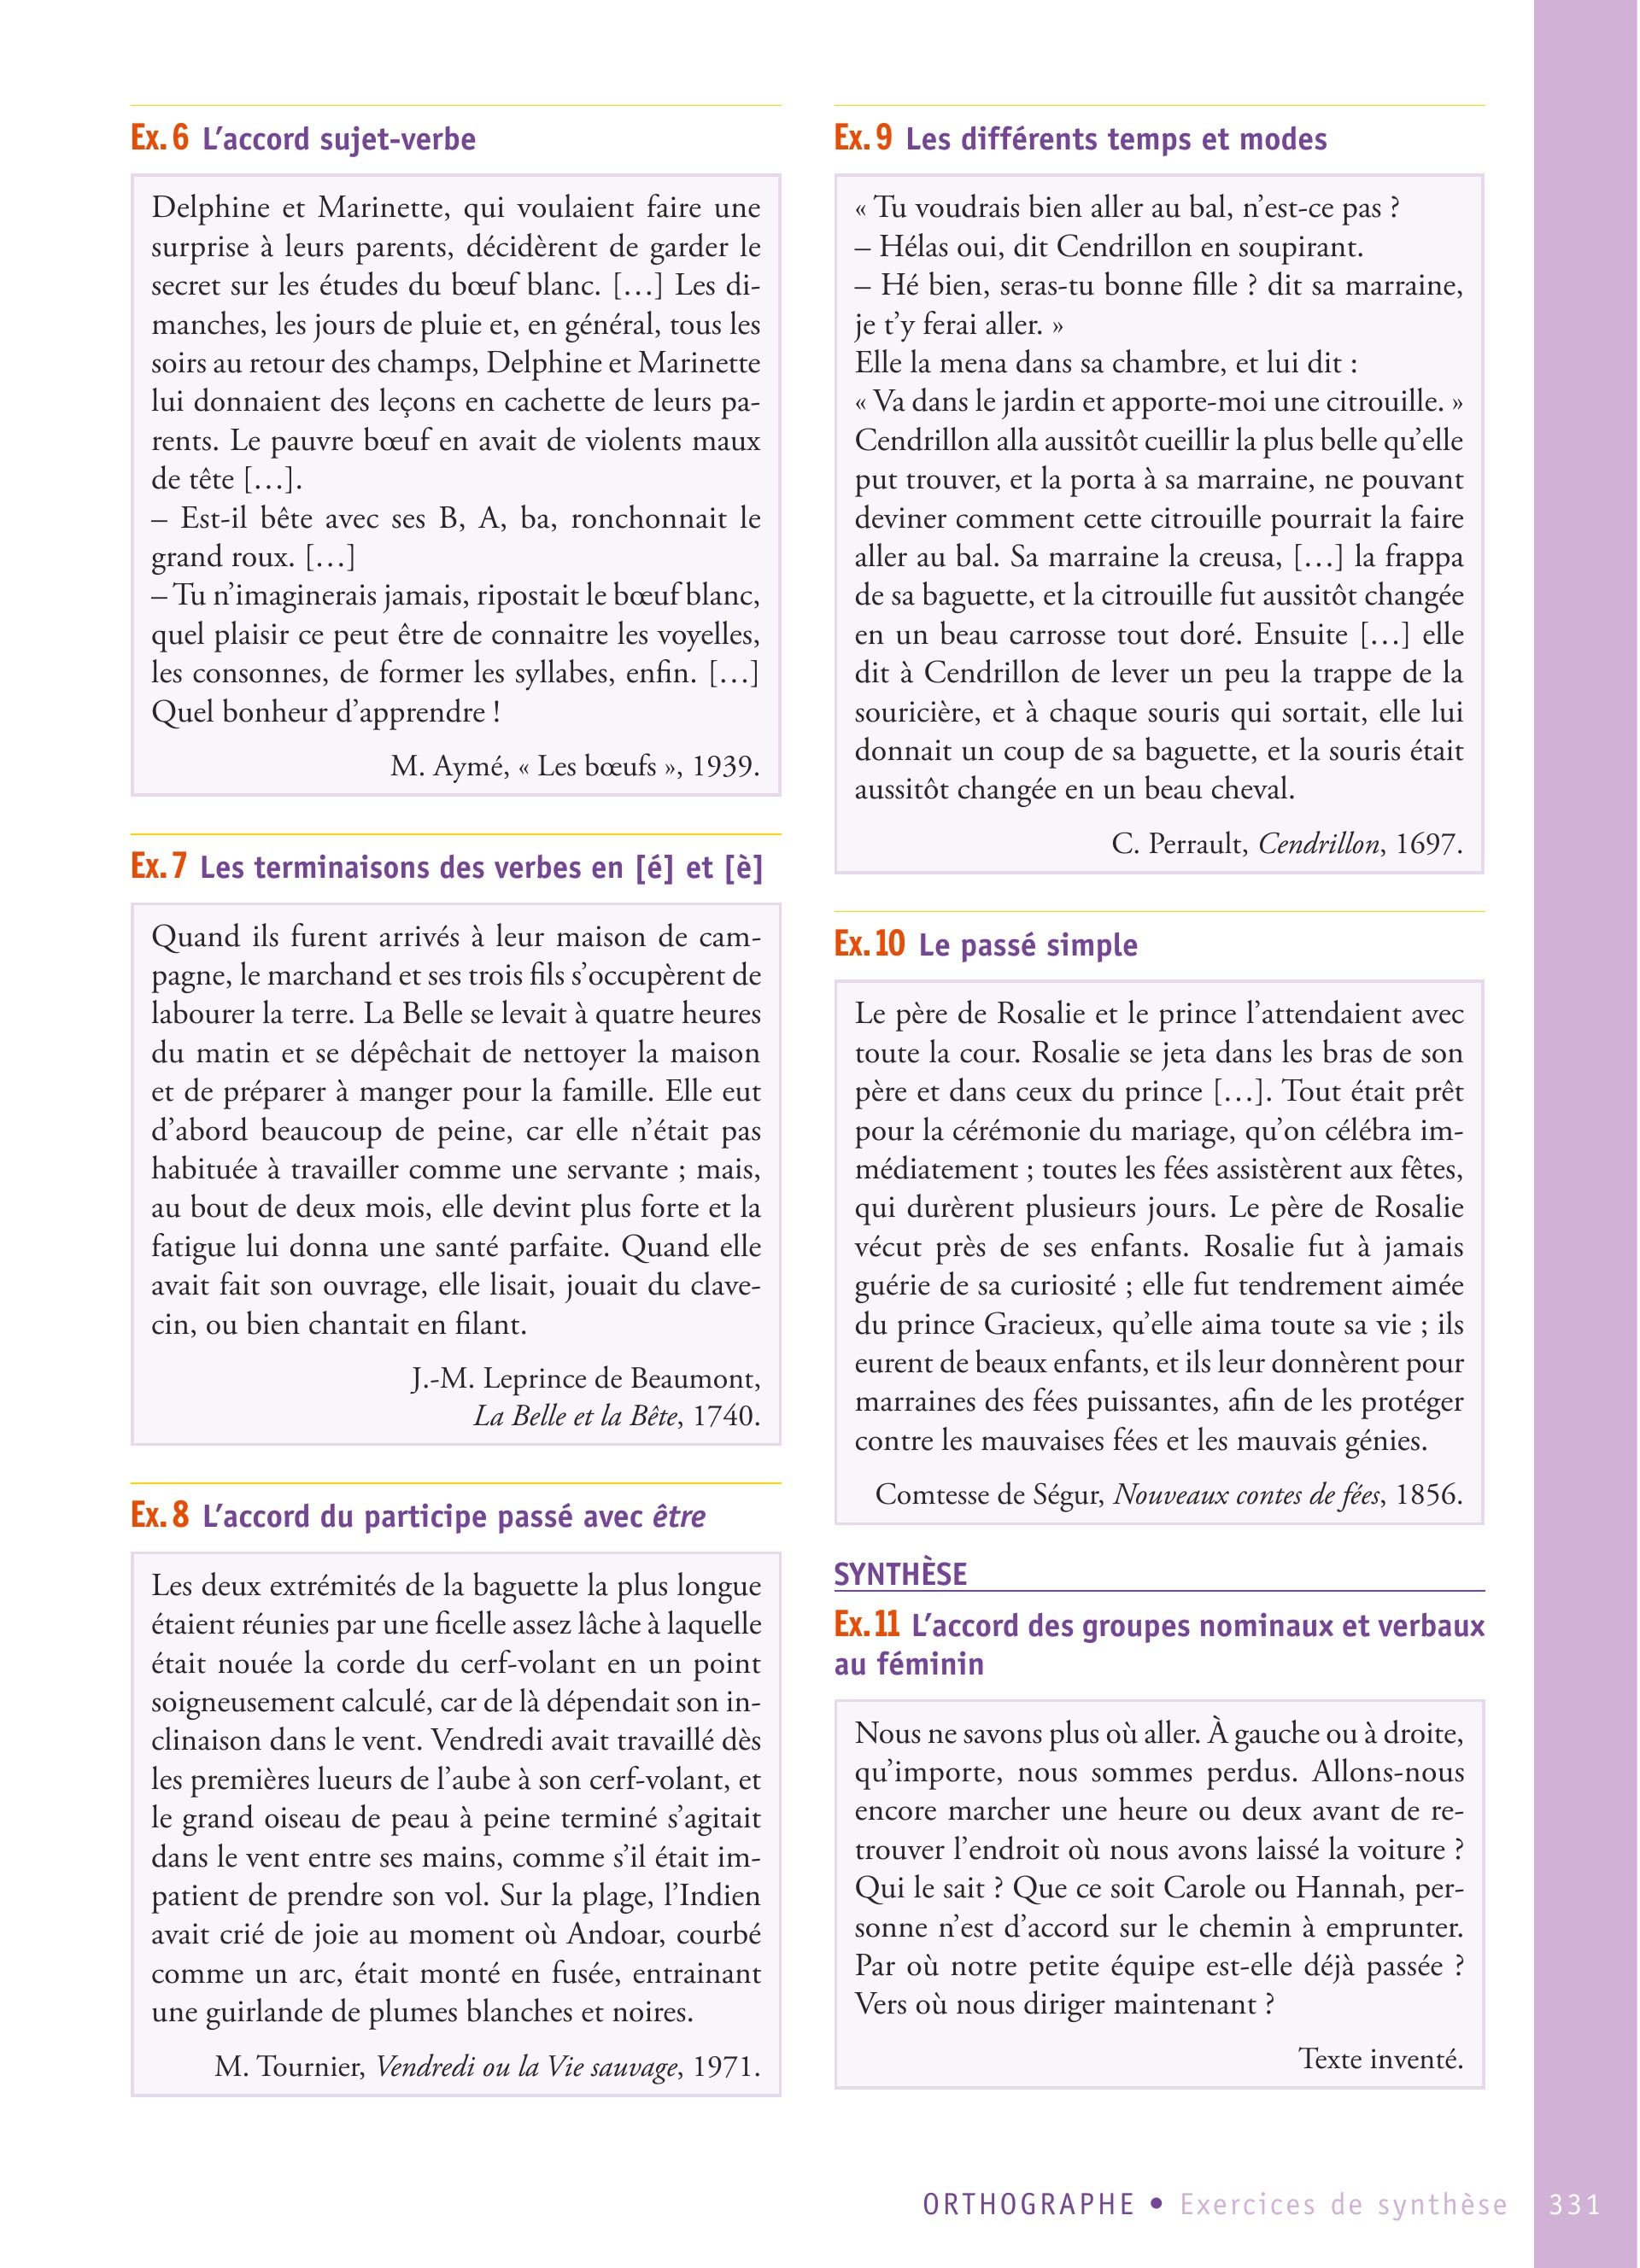 Ex. 6 L’accord sujet-verbe
Delphine et Marinette, qui voulaient faire une
surprise à leurs parents, décidèrent de garder le
secret sur les études du bœuf blanc. […] Les di-
manches, les jours de pluie et, en général, tous les
soirs au retour des champs, Delphine et Marinette
lui donnaient des leçons en cachette de leurs pa-
rents. Le pauvre bœuf en avait de violents maux
de tête […].
– Est-il bête avec ses B, A, ba, ronchonnait le
grand roux. […]
– Tu n’imaginerais jamais, ripostait le bœuf blanc,
quel plaisir ce peut être de connaitre les voyelles,
les consonnes, de former les syllabes, enfin. […]
Quel bonheur d’apprendre !
M. Aymé, « Les bœufs », 1939.
Ex. 7 Les terminaisons des verbes en [é] et [è]
Quand ils furent arrivés à leur maison de cam-
pagne, le marchand et ses trois fils s’occupèrent de
labourer la terre. La Belle se levait à quatre heures
du matin et se dépêchait de nettoyer la maison
et de préparer à manger pour la famille. Elle eut
d’abord beaucoup de peine, car elle n’était pas
habituée à travailler comme une servante ; mais,
au bout de deux mois, elle devint plus forte et la
fatigue lui donna une santé parfaite. Quand elle
avait fait son ouvrage, elle lisait, jouait du clave-
cin, ou bien chantait en filant.
J.-M. Leprince de Beaumont,
La Belle et la Bête, 1740.
Ex. 8 L’accord du participe passé avec être
Les deux extrémités de la baguette la plus longue
étaient réunies par une ficelle assez lâche à laquelle
était nouée la corde du cerf-volant en un point
soigneusement calculé, car de là dépendait son in-
clinaison dans le vent. Vendredi avait travaillé dès
les premières lueurs de l’aube à son cerf-volant, et
le grand oiseau de peau à peine terminé s’agitait
dans le vent entre ses mains, comme s’il était im-
patient de prendre son vol. Sur la plage, l’Indien
avait crié de joie au moment où Andoar, courbé
comme un arc, était monté en fusée, entrainant
une guirlande de plumes blanches et noires.
M. Tournier, Vendredi ou la Vie sauvage, 1971.
Ex. 9 Les différents temps et modes
« Tu voudrais bien aller au bal, n’est-ce pas ?
– Hélas oui, dit Cendrillon en soupirant.
– Hé bien, seras-tu bonne fille ? dit sa marraine,
je t’y ferai aller. »
Elle la mena dans sa chambre, et lui dit :
« Va dans le jardin et apporte-moi une citrouille. »
Cendrillon alla aussitôt cueillir la plus belle qu’elle
put trouver, et la porta à sa marraine, ne pouvant
deviner comment cette citrouille pourrait la faire
aller au bal. Sa marraine la creusa, […] la frappa
de sa baguette, et la citrouille fut aussitôt changée
en un beau carrosse tout doré. Ensuite […] elle
dit à Cendrillon de lever un peu la trappe de la
souricière, et à chaque souris qui sortait, elle lui
donnait un coup de sa baguette, et la souris était
aussitôt changée en un beau cheval.
C. Perrault, Cendrillon, 1697.
Ex. 10 Le passé simple
Le père de Rosalie et le prince l’attendaient avec
toute la cour. Rosalie se jeta dans les bras de son
père et dans ceux du prince […]. Tout était prêt
pour la cérémonie du mariage, qu’on célébra im-
médiatement ; toutes les fées assistèrent aux fêtes,
qui durèrent plusieurs jours. Le père de Rosalie
vécut près de ses enfants. Rosalie fut à jamais
guérie de sa curiosité ; elle fut tendrement aimée
du prince Gracieux, qu’elle aima toute sa vie ; ils
eurent de beaux enfants, et ils leur donnèrent pour
marraines des fées puissantes, afin de les protéger
contre les mauvaises fées et les mauvais génies.
Comtesse de Ségur, Nouveaux contes de fées, 1856.
SYNTHÈSE
Ex. 11 L’accord des groupes nominaux et verbaux
au féminin
Nous ne savons plus où aller. À gauche ou à droite,
qu’importe, nous sommes perdus. Allons-nous
encore marcher une heure ou deux avant de re-
trouver l’endroit où nous avons laissé la voiture ?
Qui le sait ? Que ce soit Carole ou Hannah, per-
sonne n’est d’accord sur le chemin à emprunter.
Par où notre petite équipe est-elle déjà passée ?
Vers où nous diriger maintenant ?
Texte inventé.
ORTHOGRAPHE • Exercices de synthèse 331